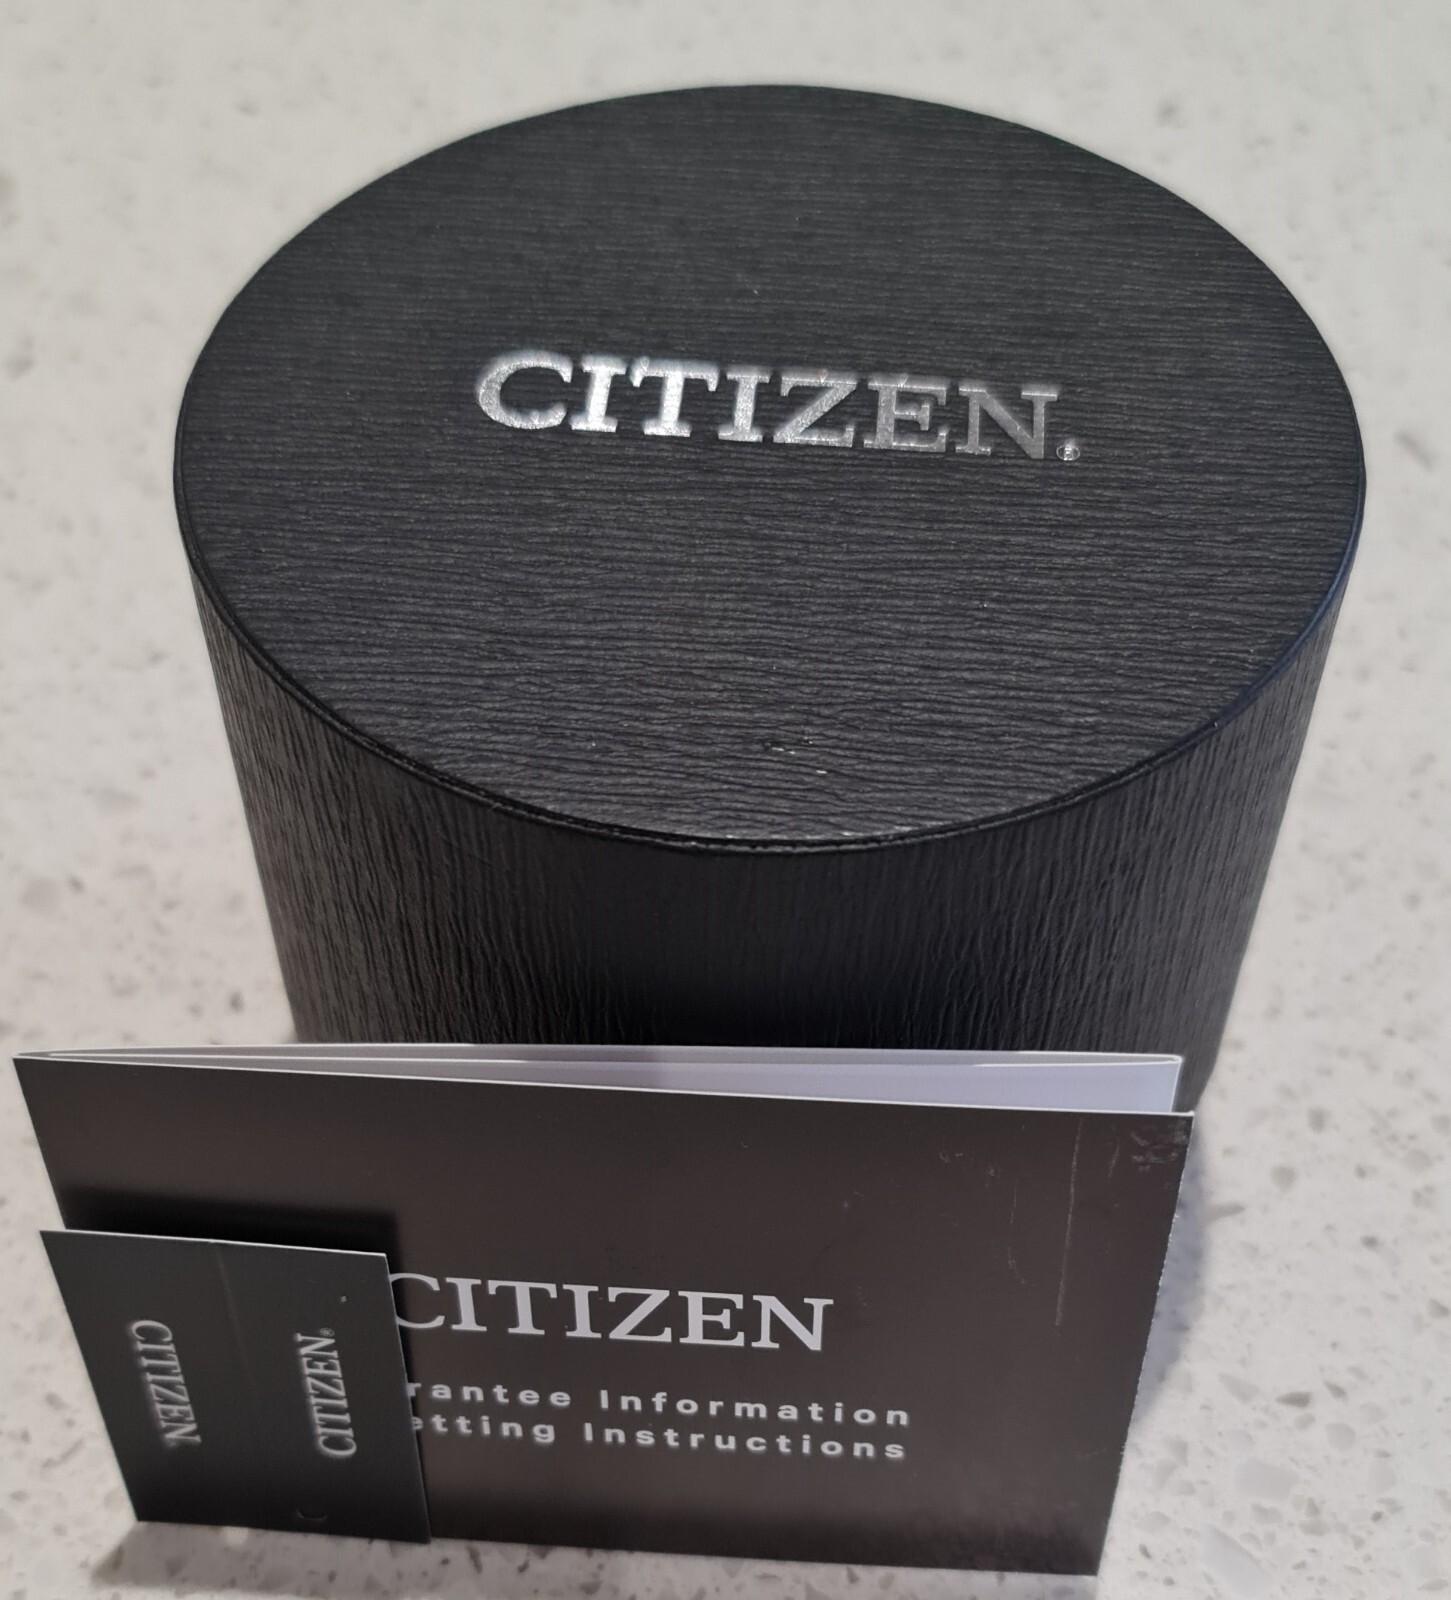 CITIZEN®
CITIZEN
rantee Information
etting Instructions
CITIZEN®
CITIZEN®